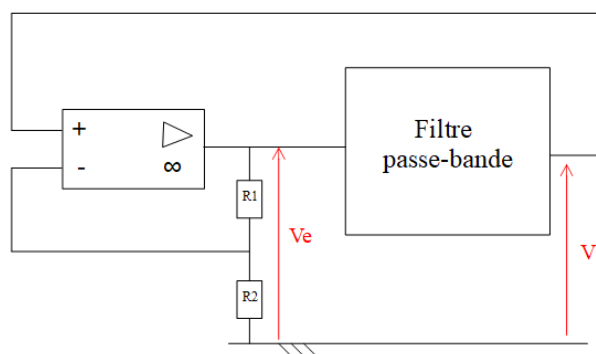 +
-
∞
R1
R2
Ve
Filtre
passe-bande
V